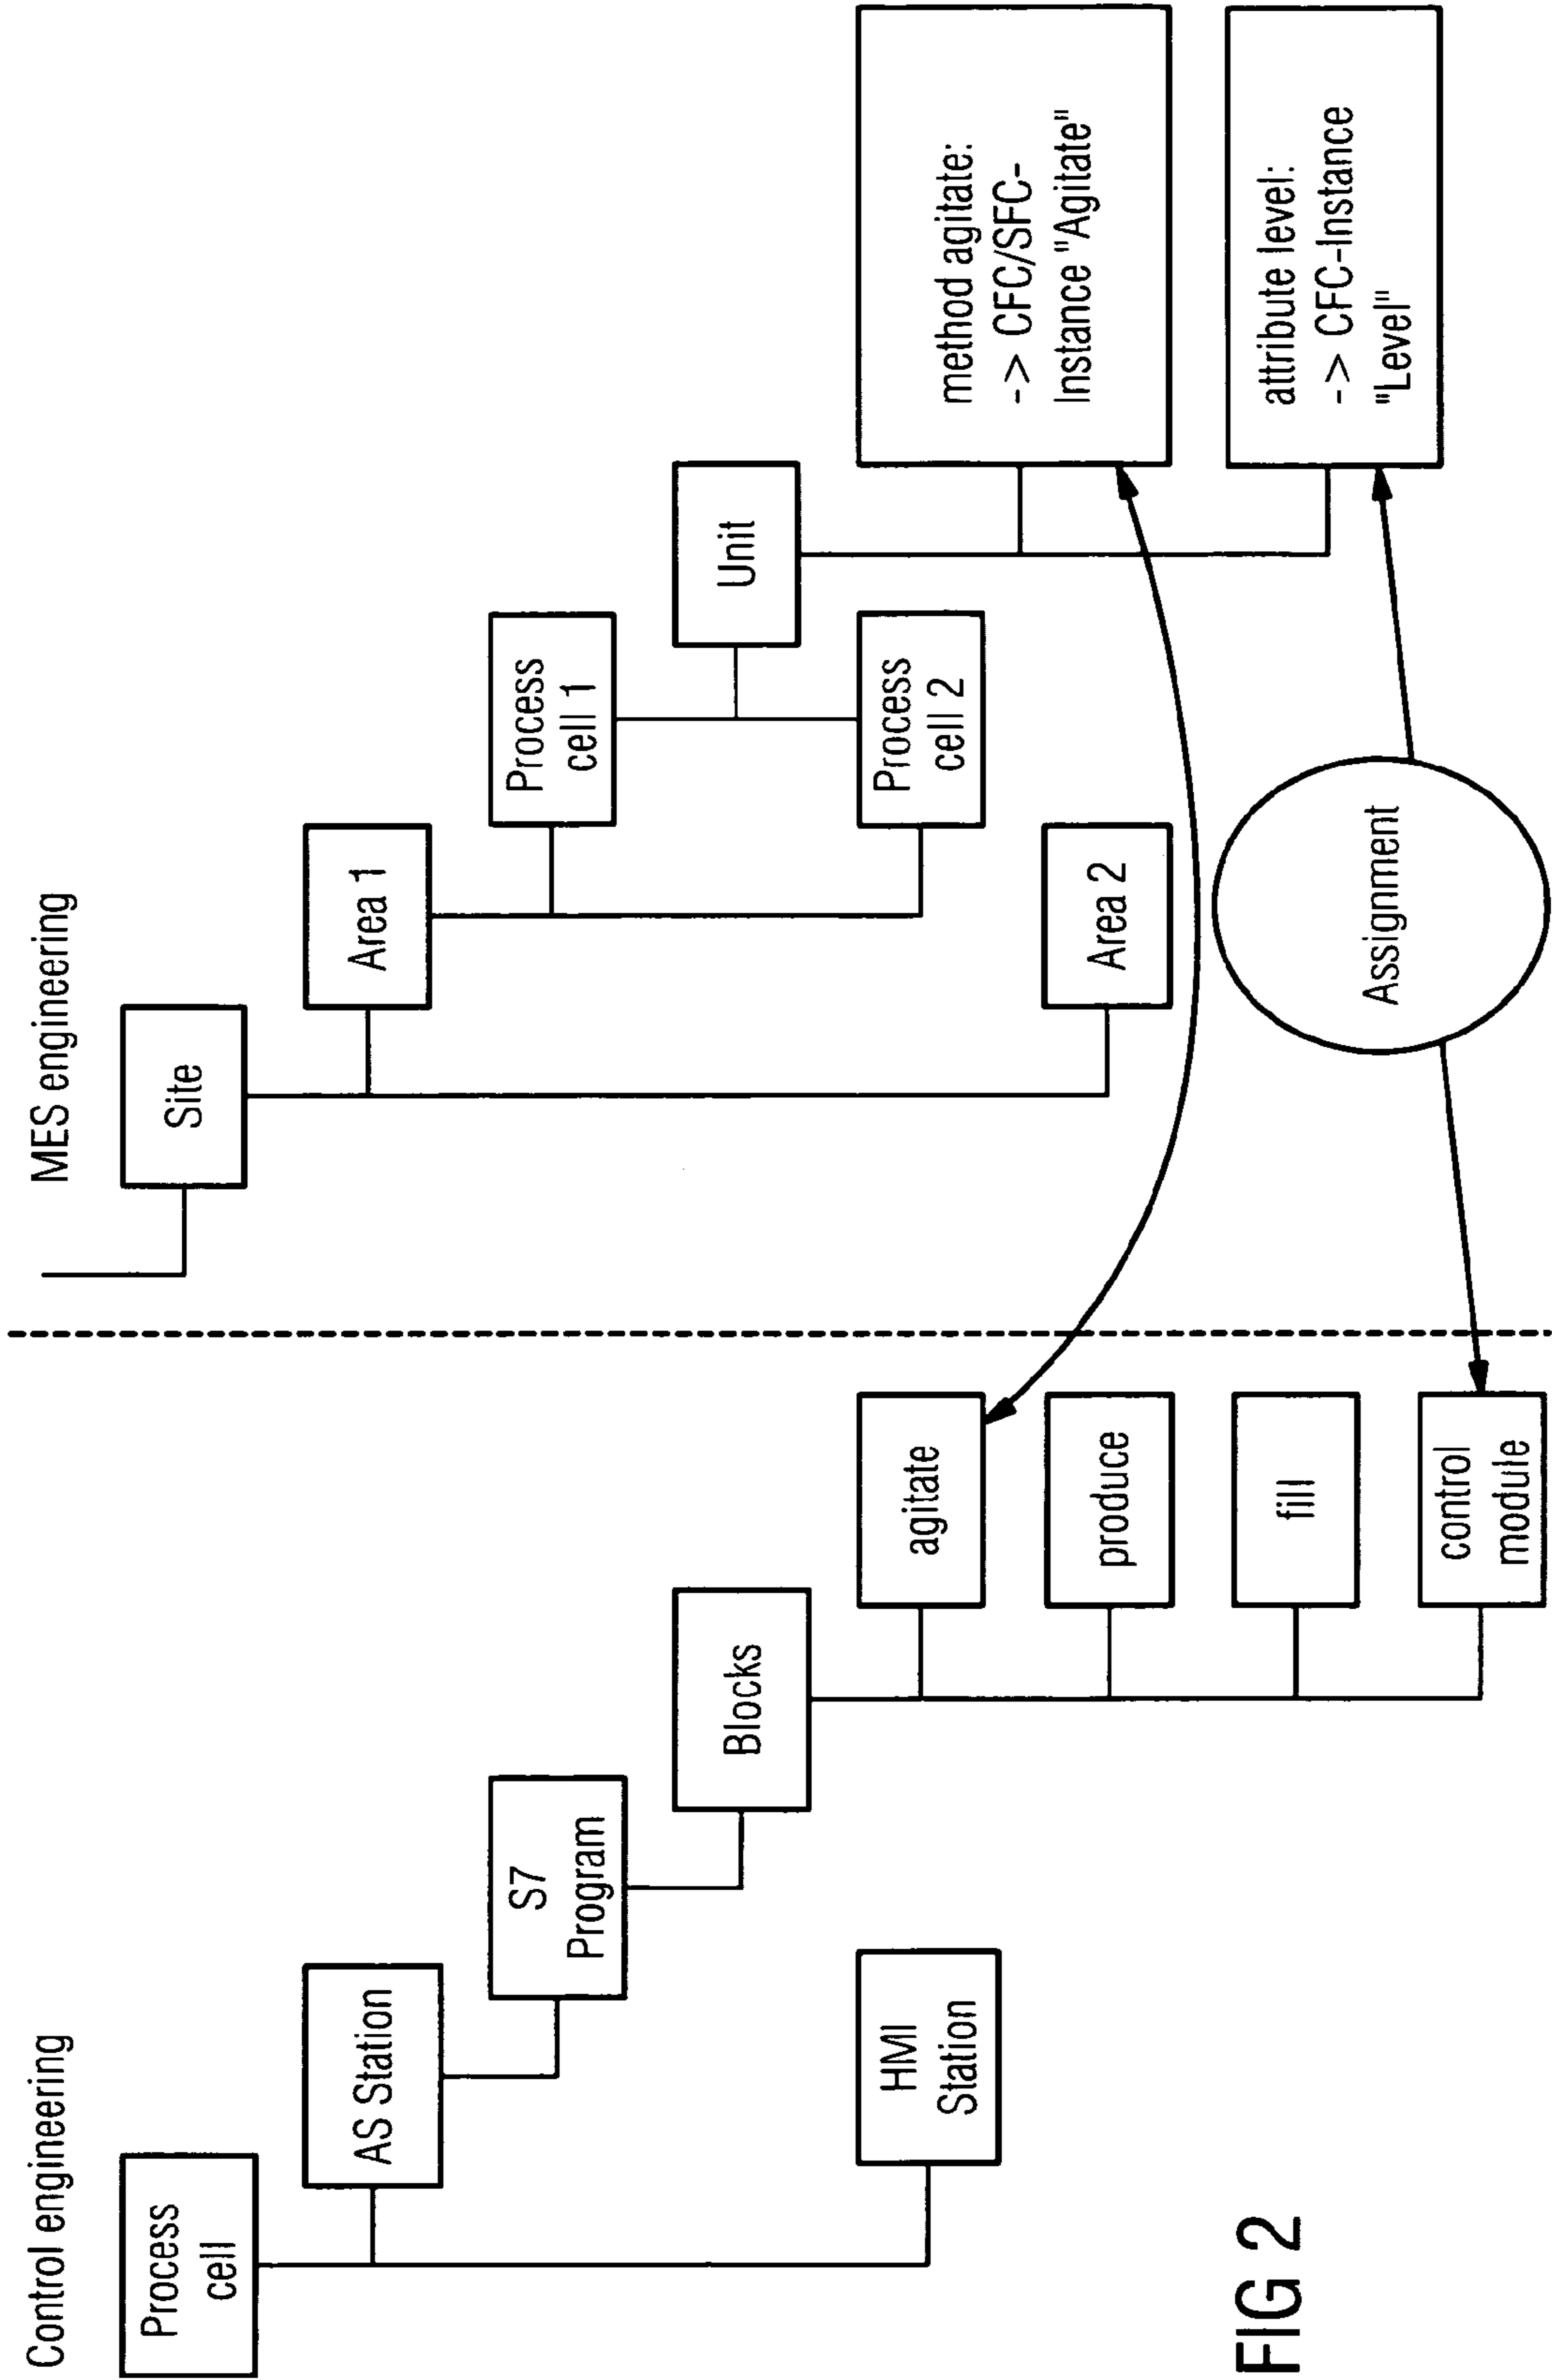 Control engineering
Process
cell
AS Station
S7
Program
Blocks
HMI
Station
agitate
produce
fill
control
module
MES engineering
Site
Area 1
Process
cell 1
Unit
Process
cell 2
Area 2
method agitate:
-> CFC/SFC-
Instance "Agitate"
attribute level:
-> CFC-Instance
"Level"
Assignment
FIG 2